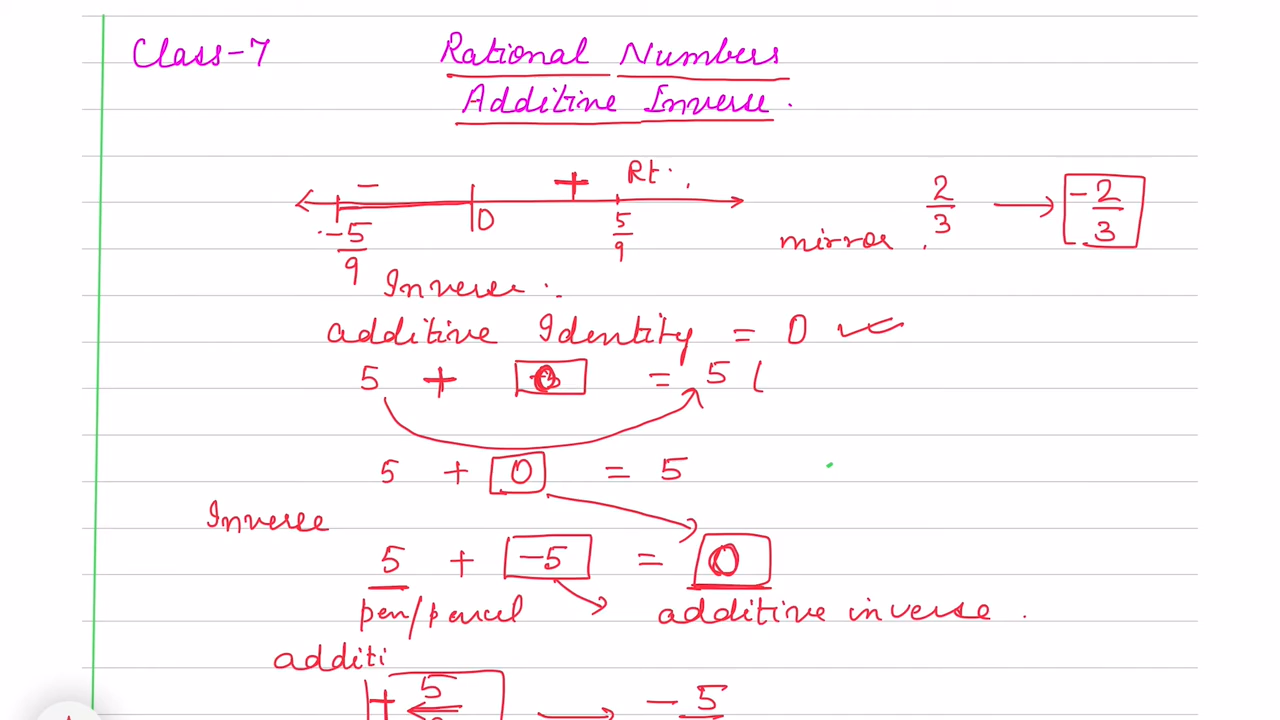 Class-7 Rational Numbers
Additive Inverse.
− + Rt. 2/3 → -2/3
-5/9 0 5/9 mirror.
Inverse.
additive Identity = 0 ✓
5 + 0 = 5 (
5 + 0 = 5
Inverse
5 + -5 = 0
pen/pencil additive inverse.
additi
+ 5 → -5